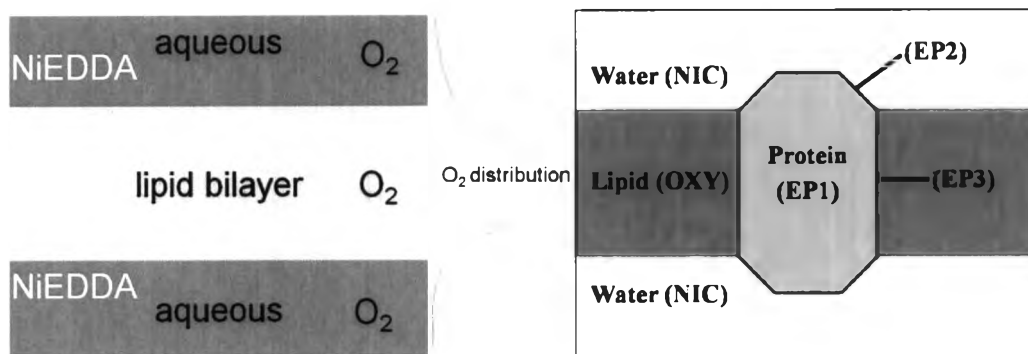 aqueous O₂
NiEDDA
lipid bilayer O₂
NiEDDA
aqueous O₂
O₂ distribution
Water (NIC)
(EP2)
Lipid (OXY)
Protein
(EP1)
(EP3)
Water (NIC)